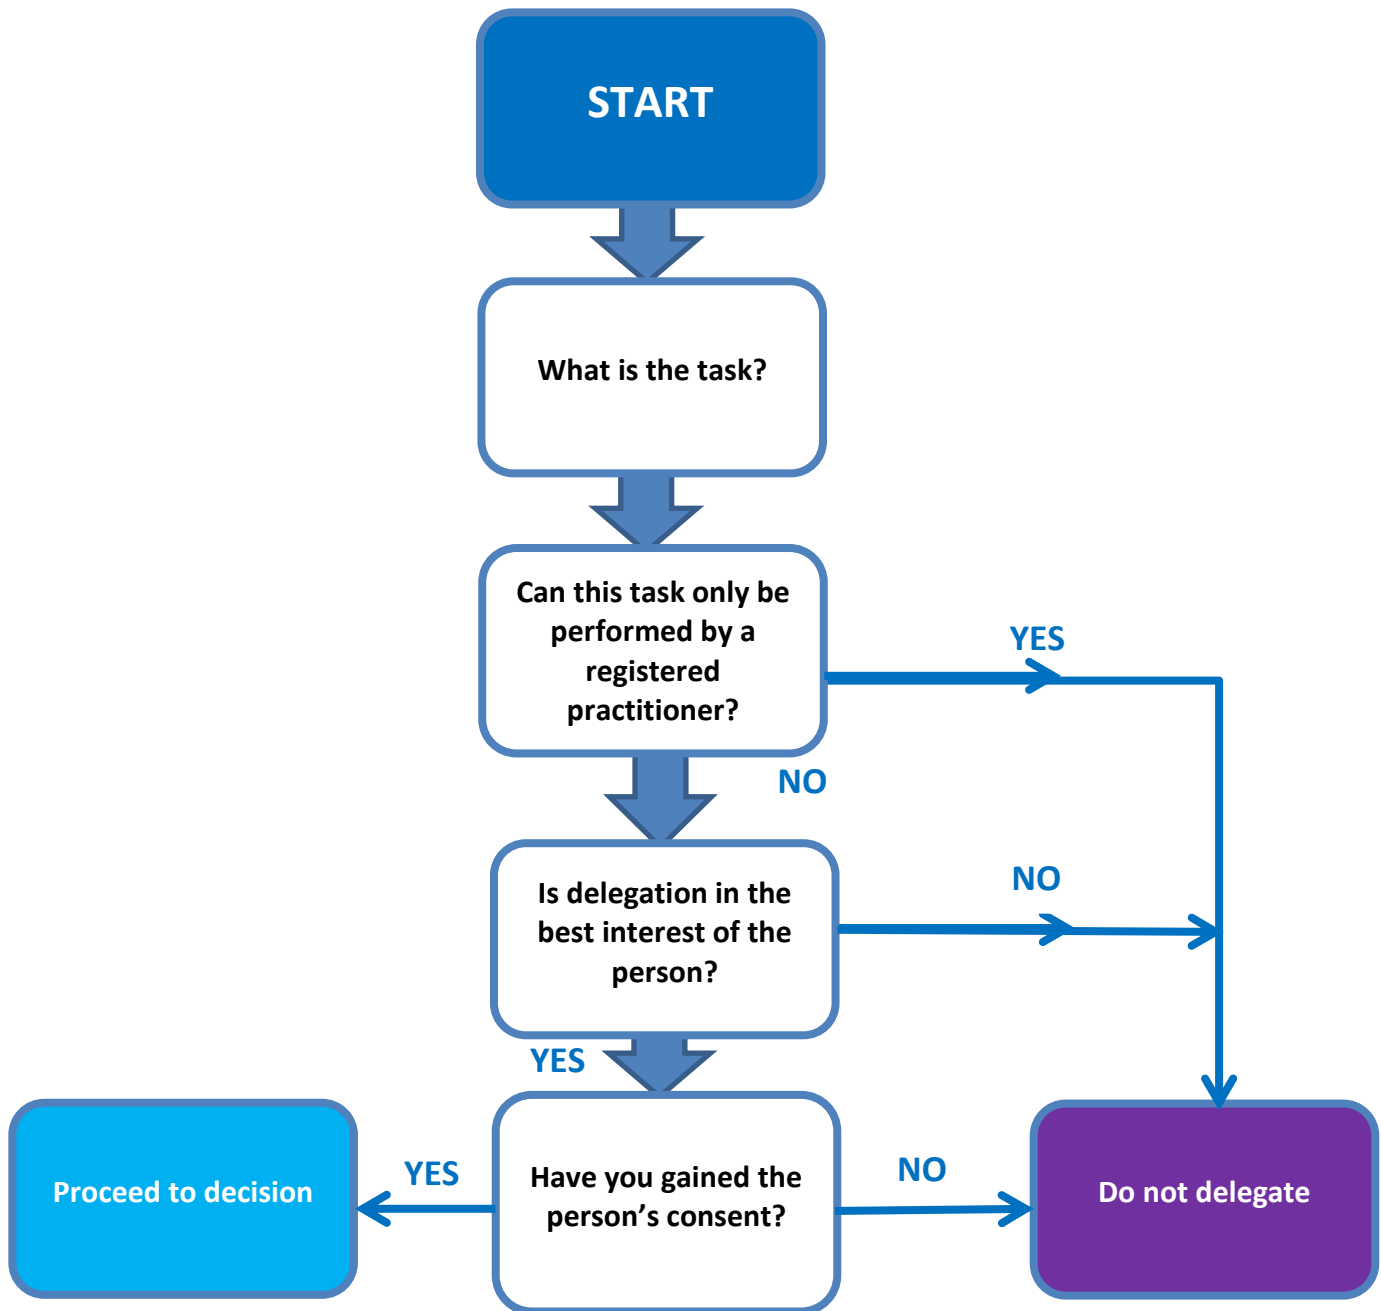 START
What is the task?
Can this task only be
performed by a
registered
practitioner?
YES
NO
Is delegation in the
best interest of the
person?
NO
YES
Have you gained the
person’s consent?
YES
Proceed to decision
NO
Do not delegate